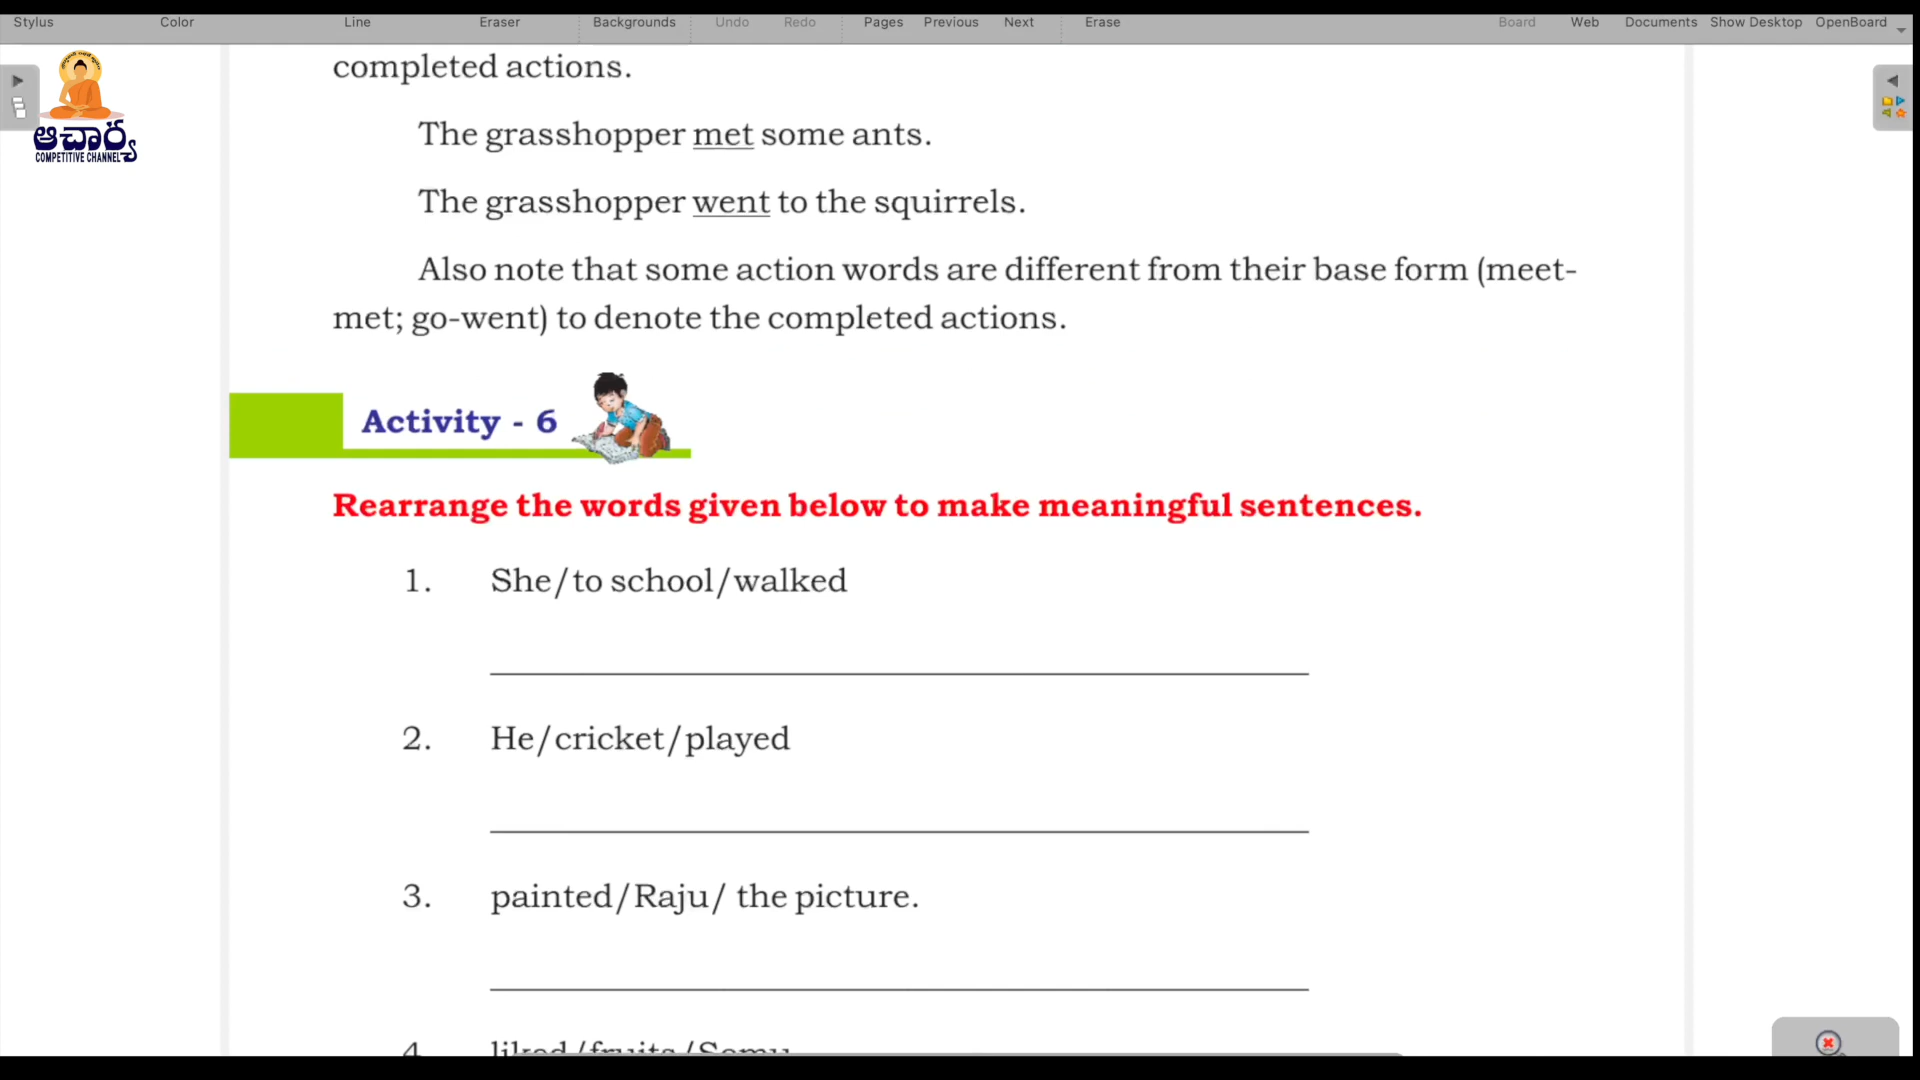 Stylus Color Line Eraser Backgrounds Undo Redo Pages Previous Next Erase Board Web Documents Show Desktop OpenBoard
ఆచార్య
COMPETITIVE CHANNEL
completed actions.
The grasshopper met some ants.
The grasshopper went to the squirrels.
Also note that some action words are different from their base form (meet-
met; go-went) to denote the completed actions.
Activity - 6
Rearrange the words given below to make meaningful sentences.
1. She/to school/walked
2. He/cricket/played
3. painted/Raju/ the picture.
4 liked/fruits/Somu